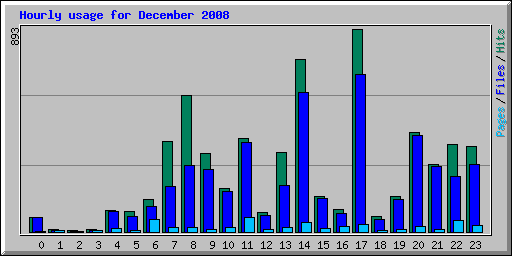 Hourly usage for December 2008
893
0 1 2 3 4 5 6 7 8 9 10 11 12 13 14 15 16 17 18 19 20 21 22 23
Pages / Files / Hits